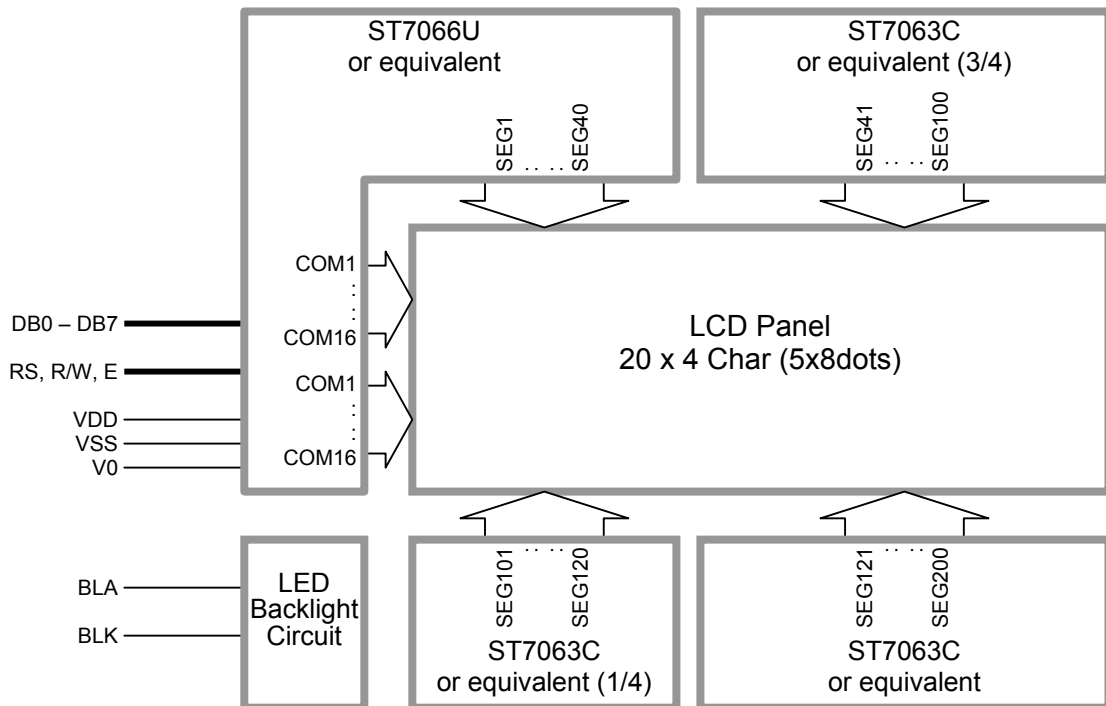 ST7066U
or equivalent
SEG1
.. ..
SEG40
ST7063C
or equivalent (3/4)
SEG41
.. ..
SEG100
COM1
.....
COM16
COM1
.....
COM16
DB0 – DB7
RS, R/W, E
VDD
VSS
V0
LCD Panel
20 x 4 Char (5x8dots)
BLA
BLK
LED
Backlight
Circuit
SEG101
.. ..
SEG120
ST7063C
or equivalent (1/4)
SEG121
.. ..
SEG200
ST7063C
or equivalent